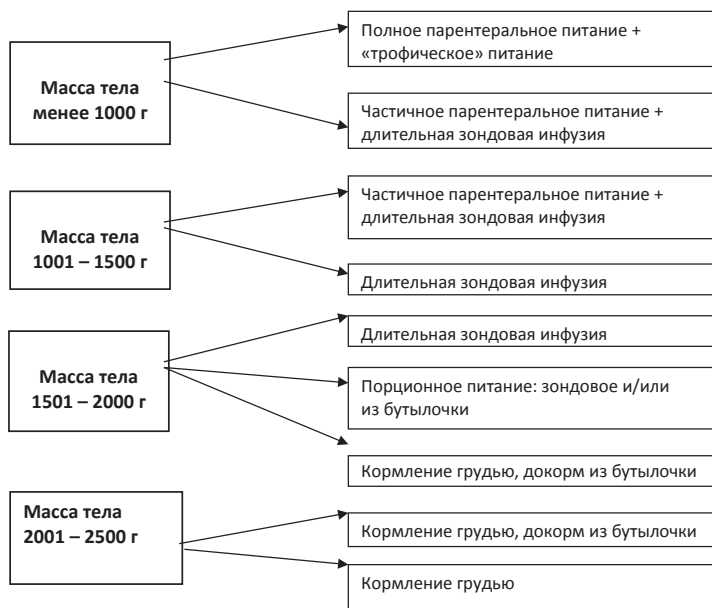 Масса тела
менее 1000 г
Полное парентеральное питание +
«трофическое» питание
Частичное парентеральное питание +
длительная зондовая инфузия
Масса тела
1001 – 1500 г
Частичное парентеральное питание +
длительная зондовая инфузия
Длительная зондовая инфузия
Масса тела
1501 – 2000 г
Длительная зондовая инфузия
Порционное питание: зондовое и/или
из бутылочки
Кормление грудью, докорм из бутылочки
Масса тела
2001 – 2500 г
Кормление грудью, докорм из бутылочки
Кормление грудью